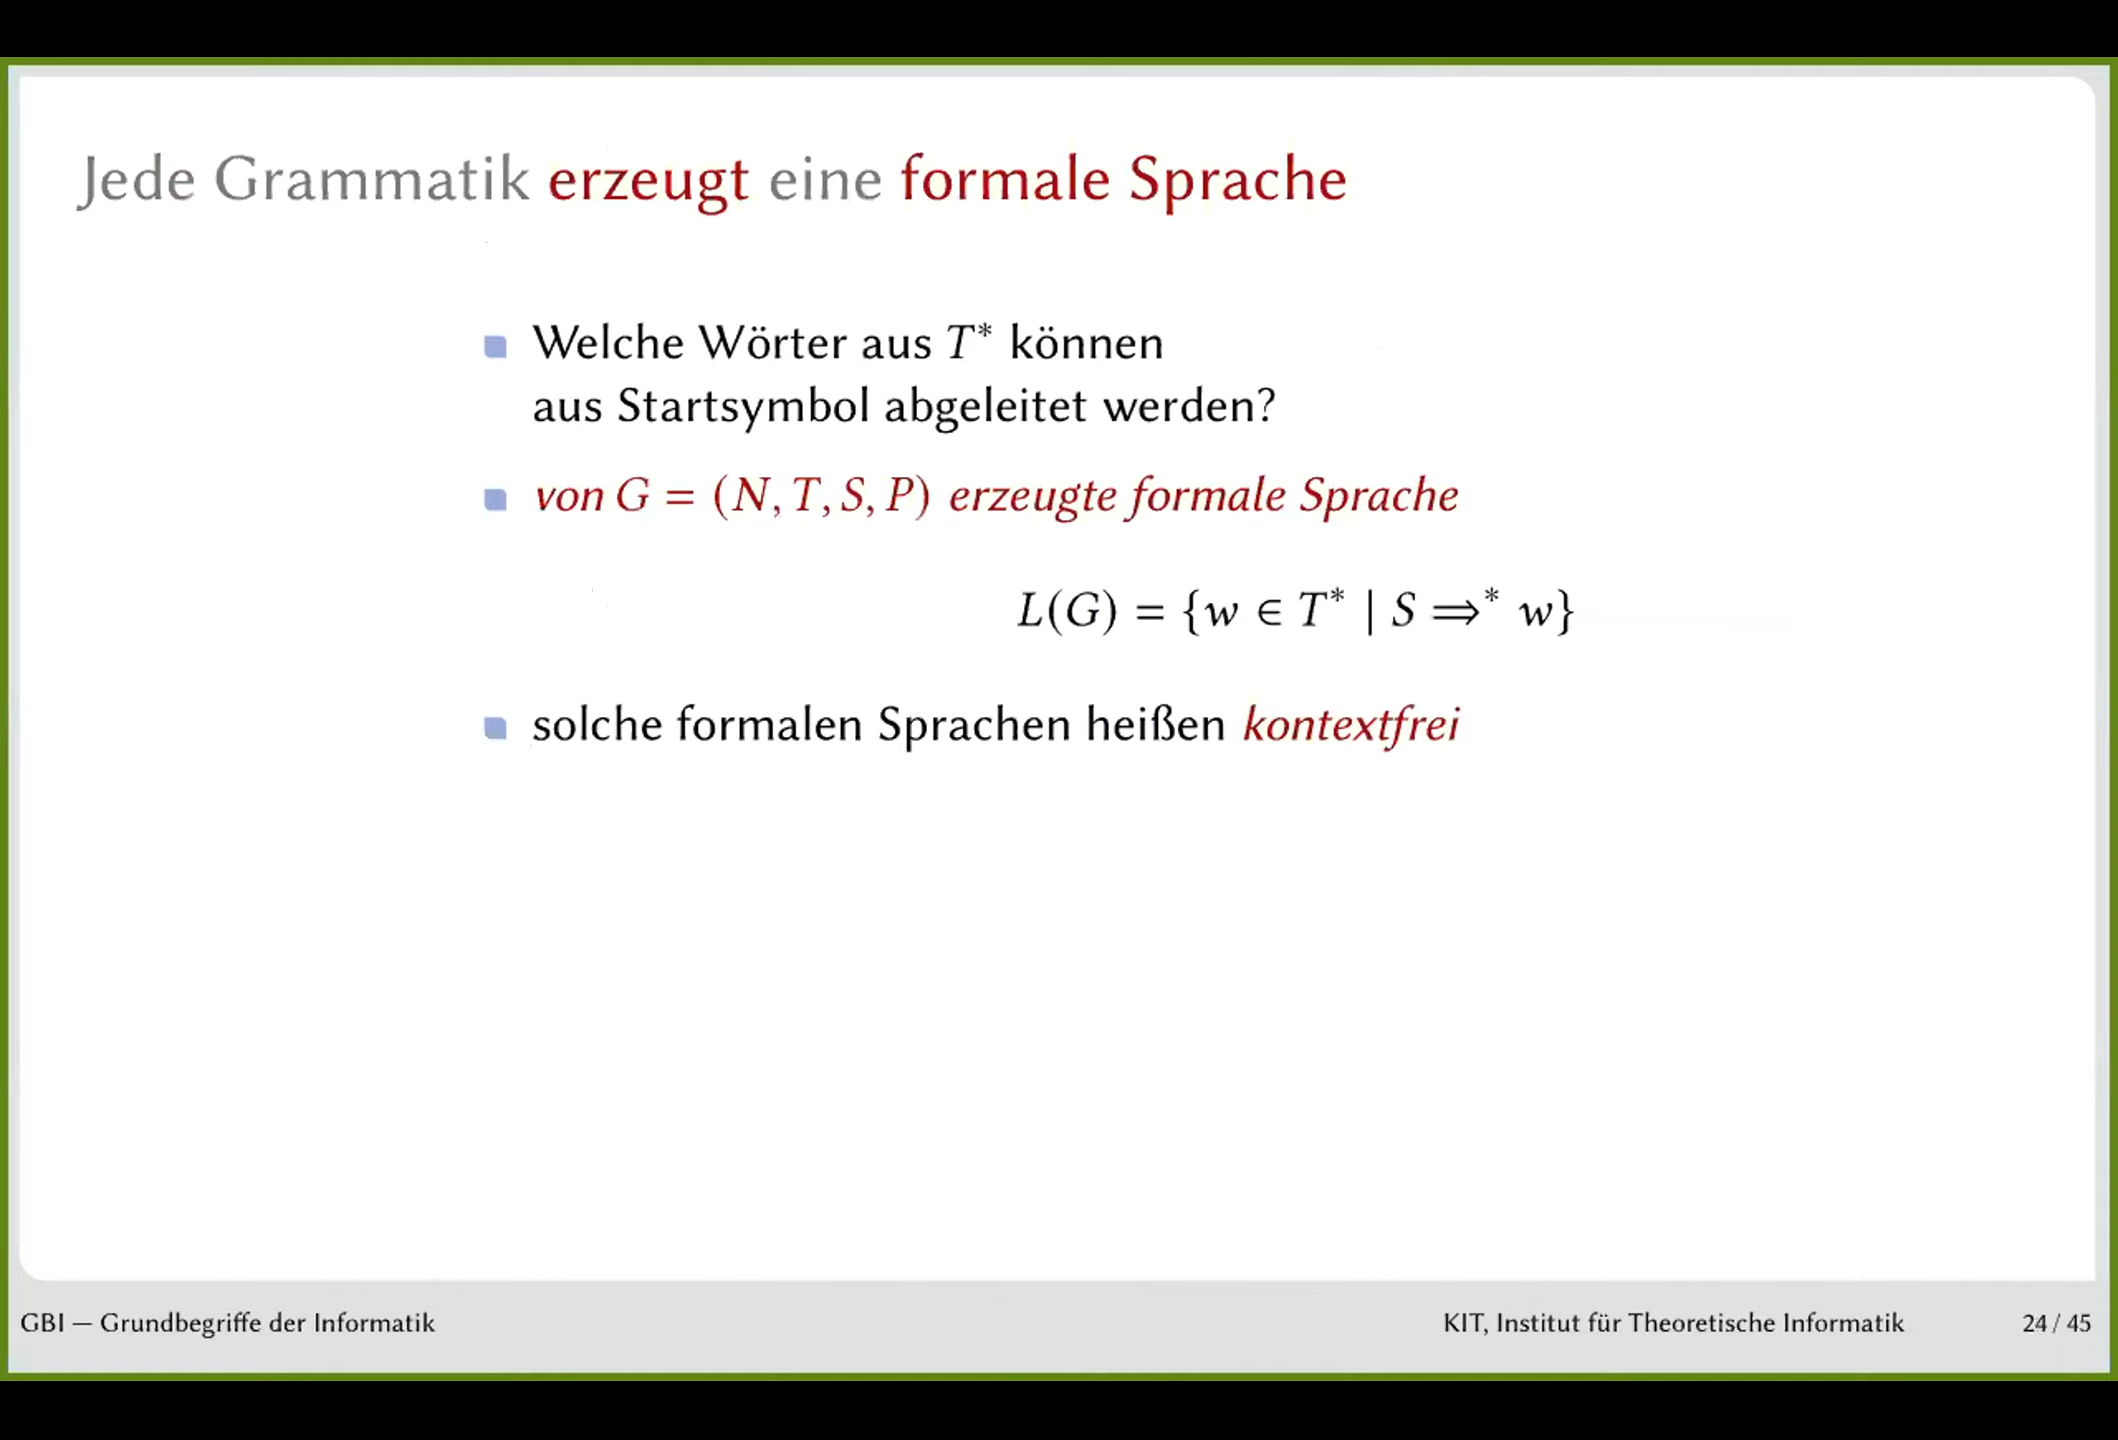 Jede Grammatik erzeugt eine formale Sprache
Welche Wörter aus T* können
aus Startsymbol abgeleitet werden?
von G = (N, T, S, P) erzeugte formale Sprache
L(G) = {w ∈ T* | S ⇒* w}
solche formalen Sprachen heißen kontextfrei
GBI — Grundbegriffe der Informatik
KIT, Institut für Theoretische Informatik
24 / 45